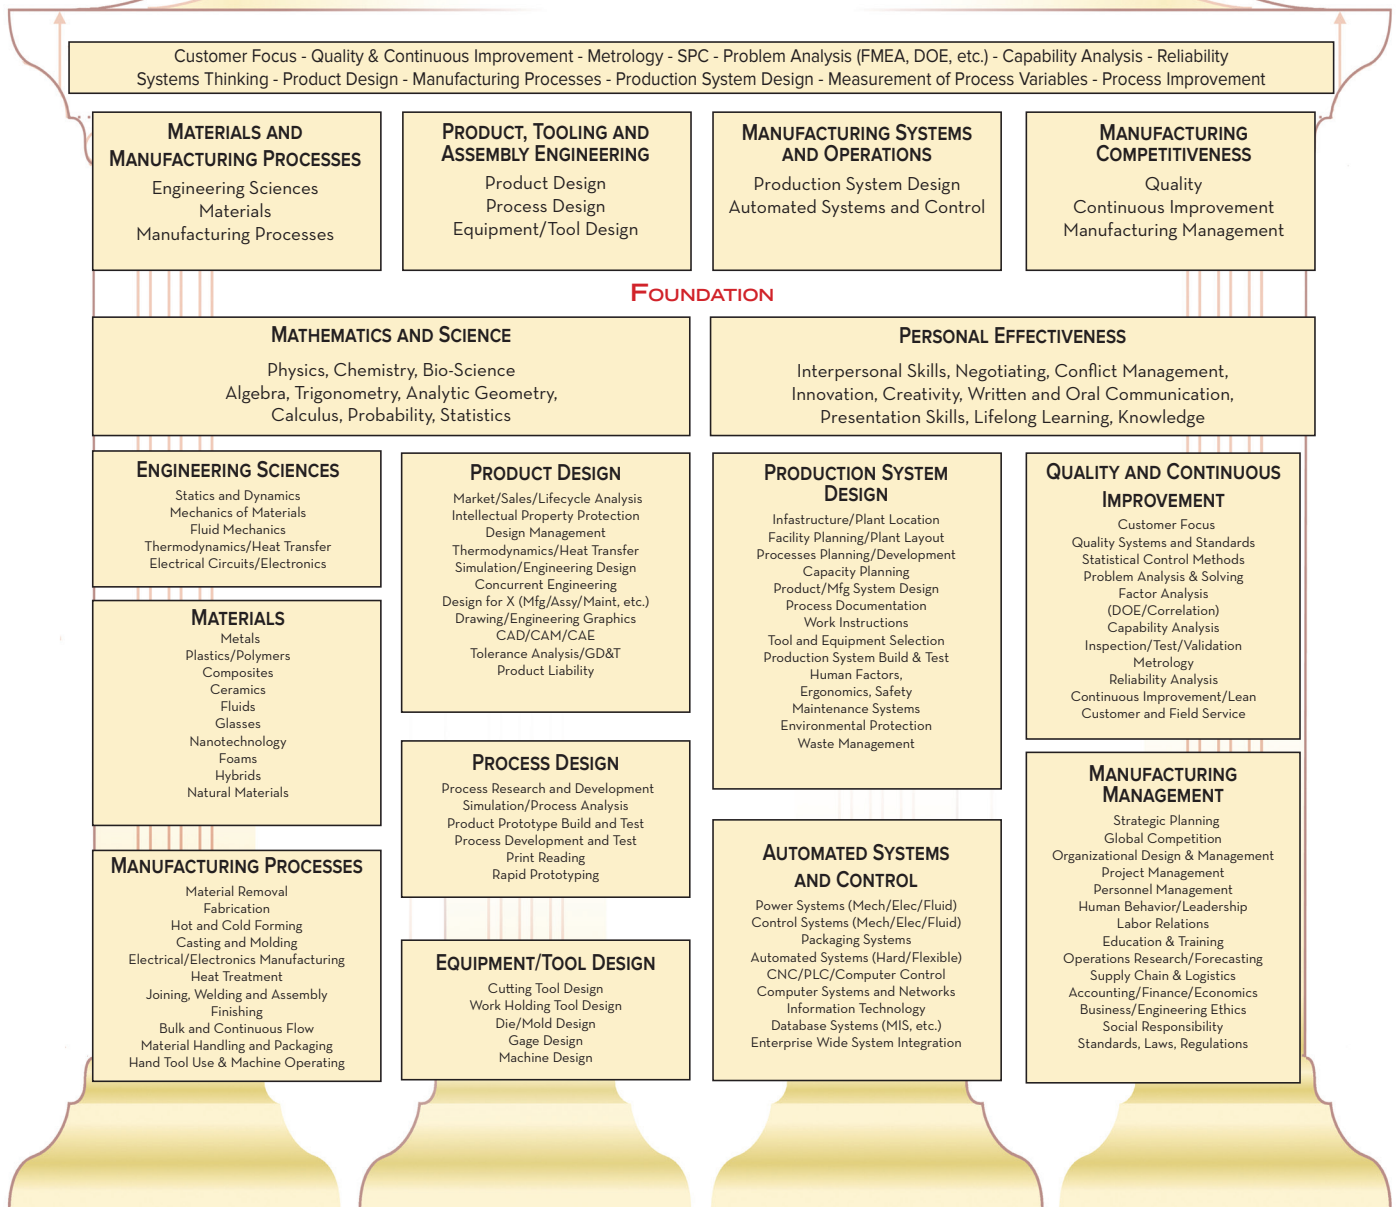 Customer Focus - Quality & Continuous Improvement - Metrology - SPC - Problem Analysis (FMEA, DOE, etc.) - Capability Analysis - Reliability
Systems Thinking - Product Design - Manufacturing Processes - Production System Design - Measurement of Process Variables - Process Improvement
MATERIALS AND
MANUFACTURING PROCESSES
Engineering Sciences
Materials
Manufacturing Processes
PRODUCT, TOOLING AND
ASSEMBLY ENGINEERING
Product Design
Process Design
Equipment/Tool Design
MANUFACTURING SYSTEMS
AND OPERATIONS
Production System Design
Automated Systems and Control
MANUFACTURING
COMPETITIVENESS
Quality
Continuous Improvement
Manufacturing Management
FOUNDATION
MATHEMATICS AND SCIENCE
Physics, Chemistry, Bio-Science
Algebra, Trigonometry, Analytic Geometry,
Calculus, Probability, Statistics
PERSONAL EFFECTIVENESS
Interpersonal Skills, Negotiating, Conflict Management,
Innovation, Creativity, Written and Oral Communication,
Presentation Skills, Lifelong Learning, Knowledge
ENGINEERING SCIENCES
Statics and Dynamics
Mechanics of Materials
Fluid Mechanics
Thermodynamics/Heat Transfer
Electrical Circuits/Electronics
MATERIALS
Metals
Plastics/Polymers
Composites
Ceramics
Fluids
Glasses
Nanotechnology
Foams
Hybrids
Natural Materials
MANUFACTURING PROCESSES
Material Removal
Fabrication
Hot and Cold Forming
Casting and Molding
Electrical/Electronics Manufacturing
Heat Treatment
Joining, Welding and Assembly
Finishing
Bulk and Continuous Flow
Material Handling and Packaging
Hand Tool Use & Machine Operating
PRODUCT DESIGN
Market/Sales/Lifecycle Analysis
Intellectual Property Protection
Design Management
Thermodynamics/Heat Transfer
Simulation/Engineering Design
Concurrent Engineering
Design for X (Mfg/Assy/Maint, etc.)
Drawing/Engineering Graphics
CAD/CAM/CAE
Tolerance Analysis/GD&T
Product Liability
PROCESS DESIGN
Process Research and Development
Simulation/Process Analysis
Product Prototype Build and Test
Process Development and Test
Print Reading
Rapid Prototyping
EQUIPMENT/TOOL DESIGN
Cutting Tool Design
Work Holding Tool Design
Die/Mold Design
Gage Design
Machine Design
PRODUCTION SYSTEM
DESIGN
Infastructure/Plant Location
Facility Planning/Plant Layout
Processes Planning/Development
Capacity Planning
Product/Mfg System Design
Process Documentation
Work Instructions
Tool and Equipment Selection
Production System Build & Test
Human Factors,
Ergonomics, Safety
Maintenance Systems
Environmental Protection
Waste Management
AUTOMATED SYSTEMS
AND CONTROL
Power Systems (Mech/Elec/Fluid)
Control Systems (Mech/Elec/Fluid)
Packaging Systems
Automated Systems (Hard/Flexible)
CNC/PLC/Computer Control
Computer Systems and Networks
Information Technology
Database Systems (MIS, etc.)
Enterprise Wide System Integration
QUALITY AND CONTINUOUS
IMPROVEMENT
Customer Focus
Quality Systems and Standards
Statistical Control Methods
Problem Analysis & Solving
Factor Analysis
(DOE/Correlation)
Capability Analysis
Inspection/Test/Validation
Metrology
Reliability Analysis
Continuous Improvement/Lean
Customer and Field Service
MANUFACTURING
MANAGEMENT
Strategic Planning
Global Competition
Organizational Design & Management
Project Management
Personnel Management
Human Behavior/Leadership
Labor Relations
Education & Training
Operations Research/Forecasting
Supply Chain & Logistics
Accounting/Finance/Economics
Business/Engineering Ethics
Social Responsibility
Standards, Laws, Regulations